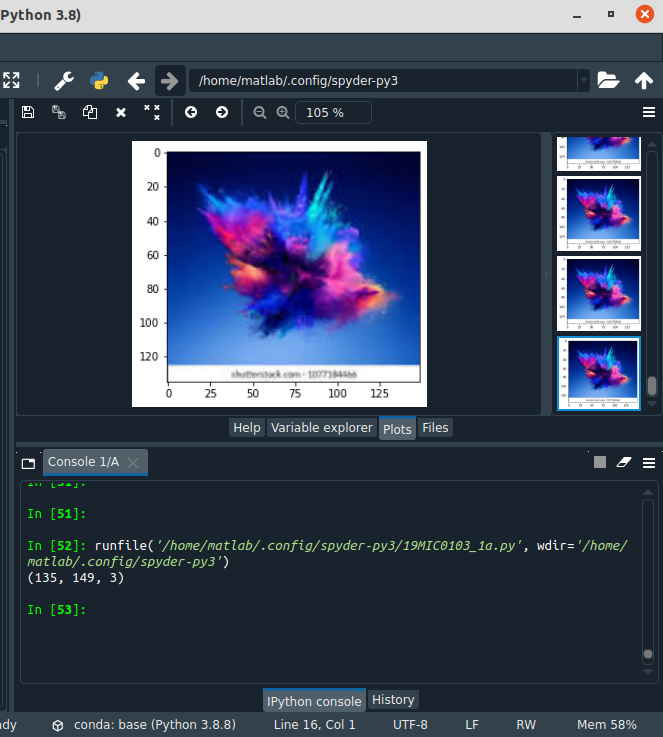 Python 3.8)
/home/matlab/.config/spyder-py3
105 %
0
20
40
60
80
100
120
shutterstock.com · 1077184466
0 25 50 75 100 125
Help Variable explorer Plots Files
Console 1/A
In [51]:
In [51]:
In [52]: runfile('/home/matlab/.config/spyder-py3/19MIC0103_1a.py', wdir='/home/
matlab/.config/spyder-py3')
(135, 149, 3)
In [53]:
IPython console History
dy conda: base (Python 3.8.8) Line 16, Col 1 UTF-8 LF RW Mem 58%